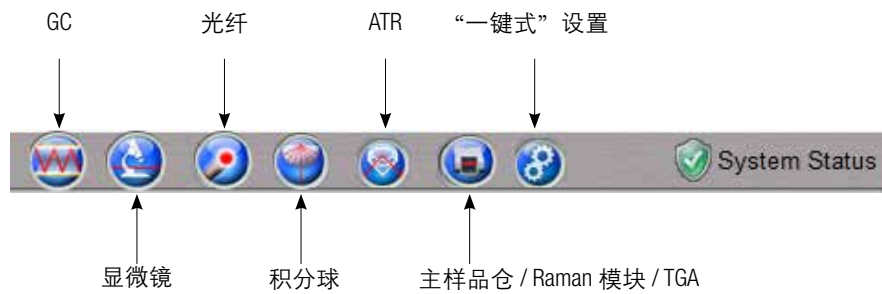 GC 光纤 ATR “一键式”设置
System Status
显微镜 积分球 主样品仓 / Raman 模块 / TGA